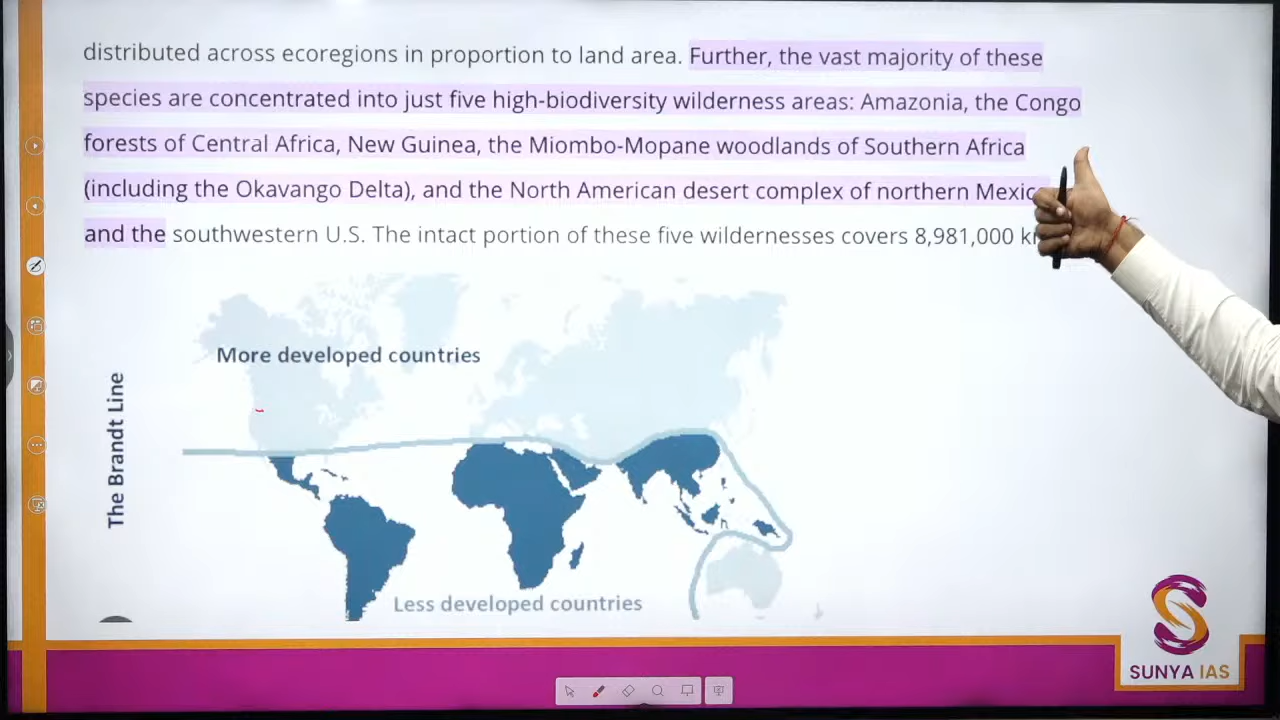 distributed across ecoregions in proportion to land area. Further, the vast majority of these
species are concentrated into just five high-biodiversity wilderness areas: Amazonia, the Congo
forests of Central Africa, New Guinea, the Miombo-Mopane woodlands of Southern Africa
(including the Okavango Delta), and the North American desert complex of northern
and the southwestern U.S. The intact portion of these five wildernesses covers 8,981,000
More developed countries
The Brandt Line
Less developed countries
SUNYA IAS